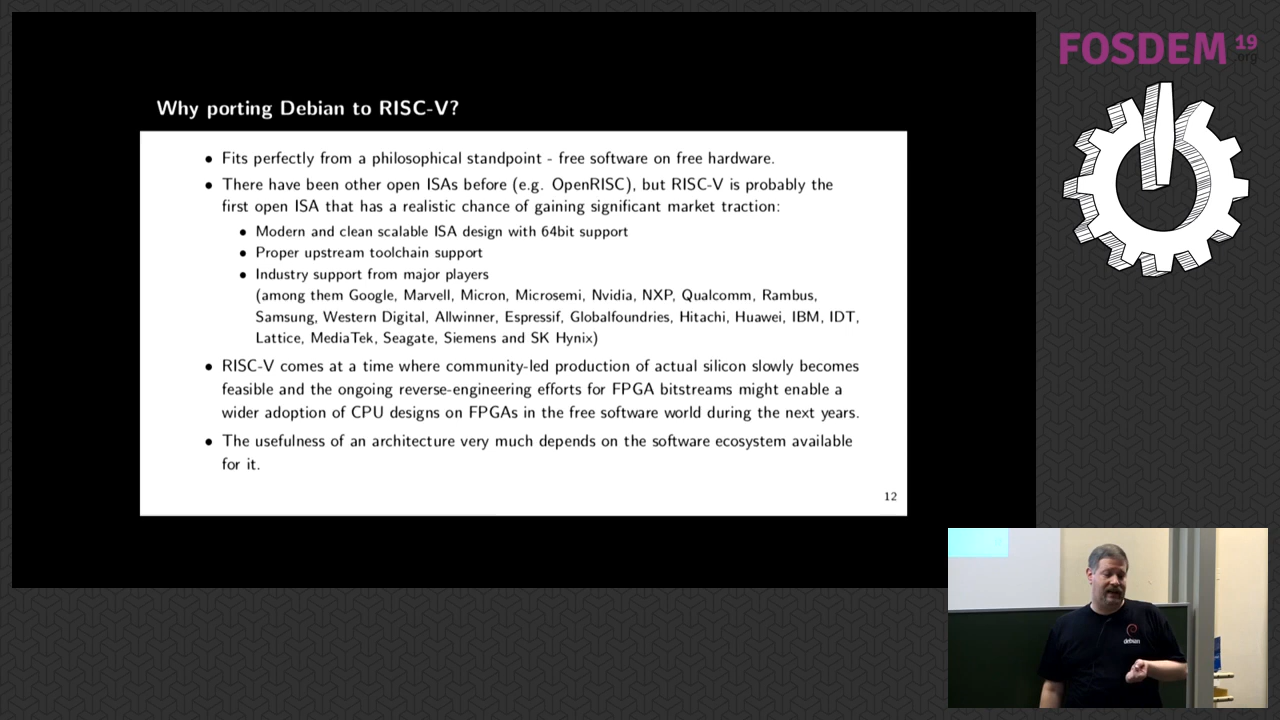 Why porting Debian to RISC-V?
• Fits perfectly from a philosophical standpoint - free software on free hardware.
• There have been other open ISAs before (e.g. OpenRISC), but RISC-V is probably the
first open ISA that has a realistic chance of gaining significant market traction:
• Modern and clean scalable ISA design with 64bit support
• Proper upstream toolchain support
• Industry support from major players
(among them Google, Marvell, Micron, Microsemi, Nvidia, NXP, Qualcomm, Rambus,
Samsung, Western Digital, Allwinner, Espressif, Globalfoundries, Hitachi, Huawei, IBM, IDT,
Lattice, MediaTek, Seagate, Siemens and SK Hynix)
• RISC-V comes at a time where community-led production of actual silicon slowly becomes
feasible and the ongoing reverse-engineering efforts for FPGA bitstreams might enable a
wider adoption of CPU designs on FPGAs in the free software world during the next years.
• The usefulness of an architecture very much depends on the software ecosystem available
for it.
12
FOSDEM 19
.org
debian